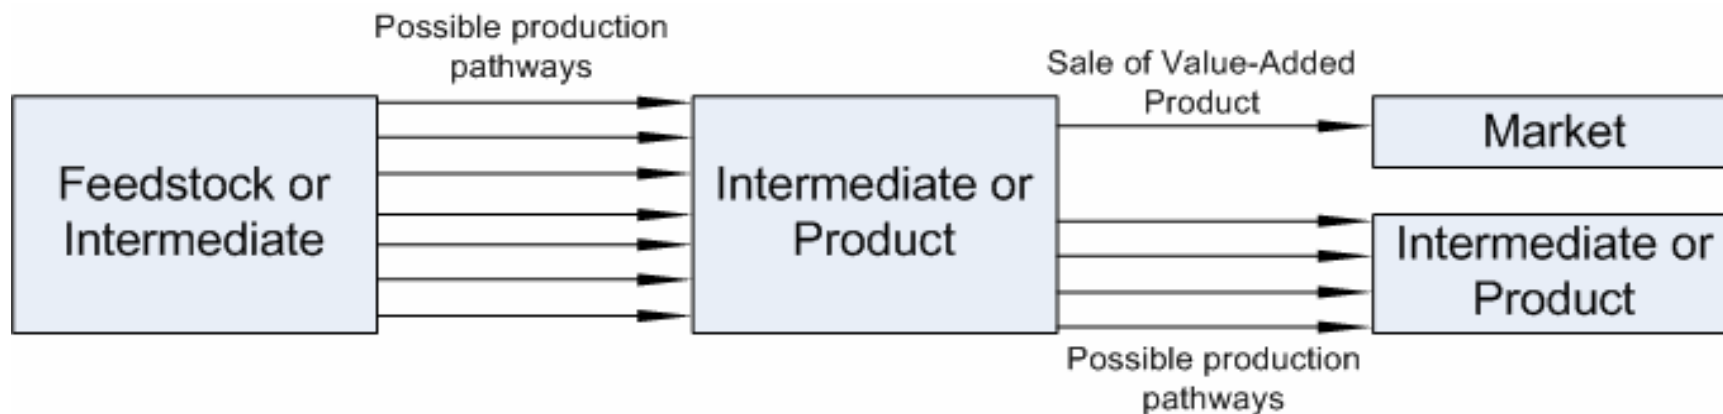 Possible production
pathways
Feedstock or
Intermediate
Intermediate or
Product
Sale of Value-Added
Product
Market
Intermediate or
Product
Possible production
pathways